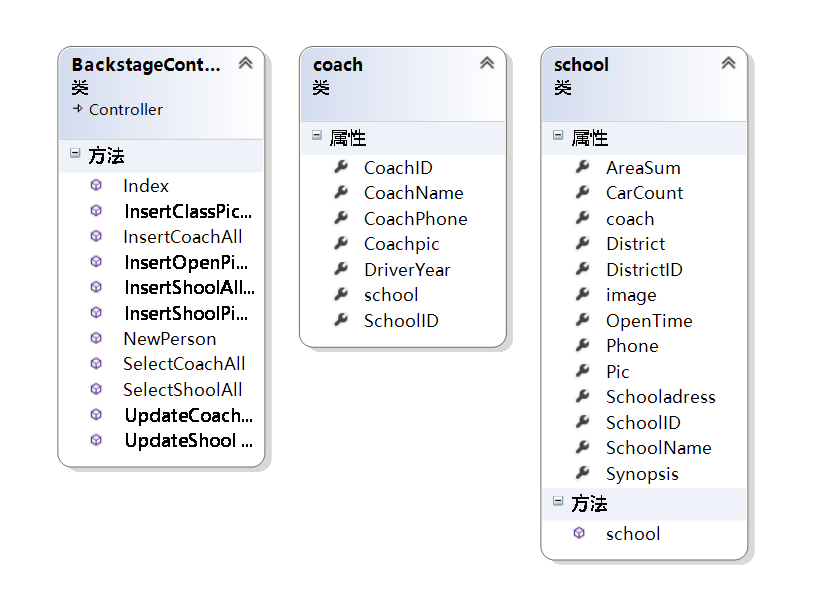 BackstageCont...
类
Controller
方法
Index
InsertClassPic...
InsertCoachAll
InsertOpenPi...
InsertShoolAll...
InsertShoolPi...
NewPerson
SelectCoachAll
SelectShoolAll
UpdateCoach...
UpdateShool ...
coach
类
属性
CoachID
CoachName
CoachPhone
Coachpic
DriverYear
school
SchoolID
school
类
属性
AreaSum
CarCount
coach
District
DistrictID
image
OpenTime
Phone
Pic
Schooladress
SchoolID
SchoolName
Synopsis
方法
school